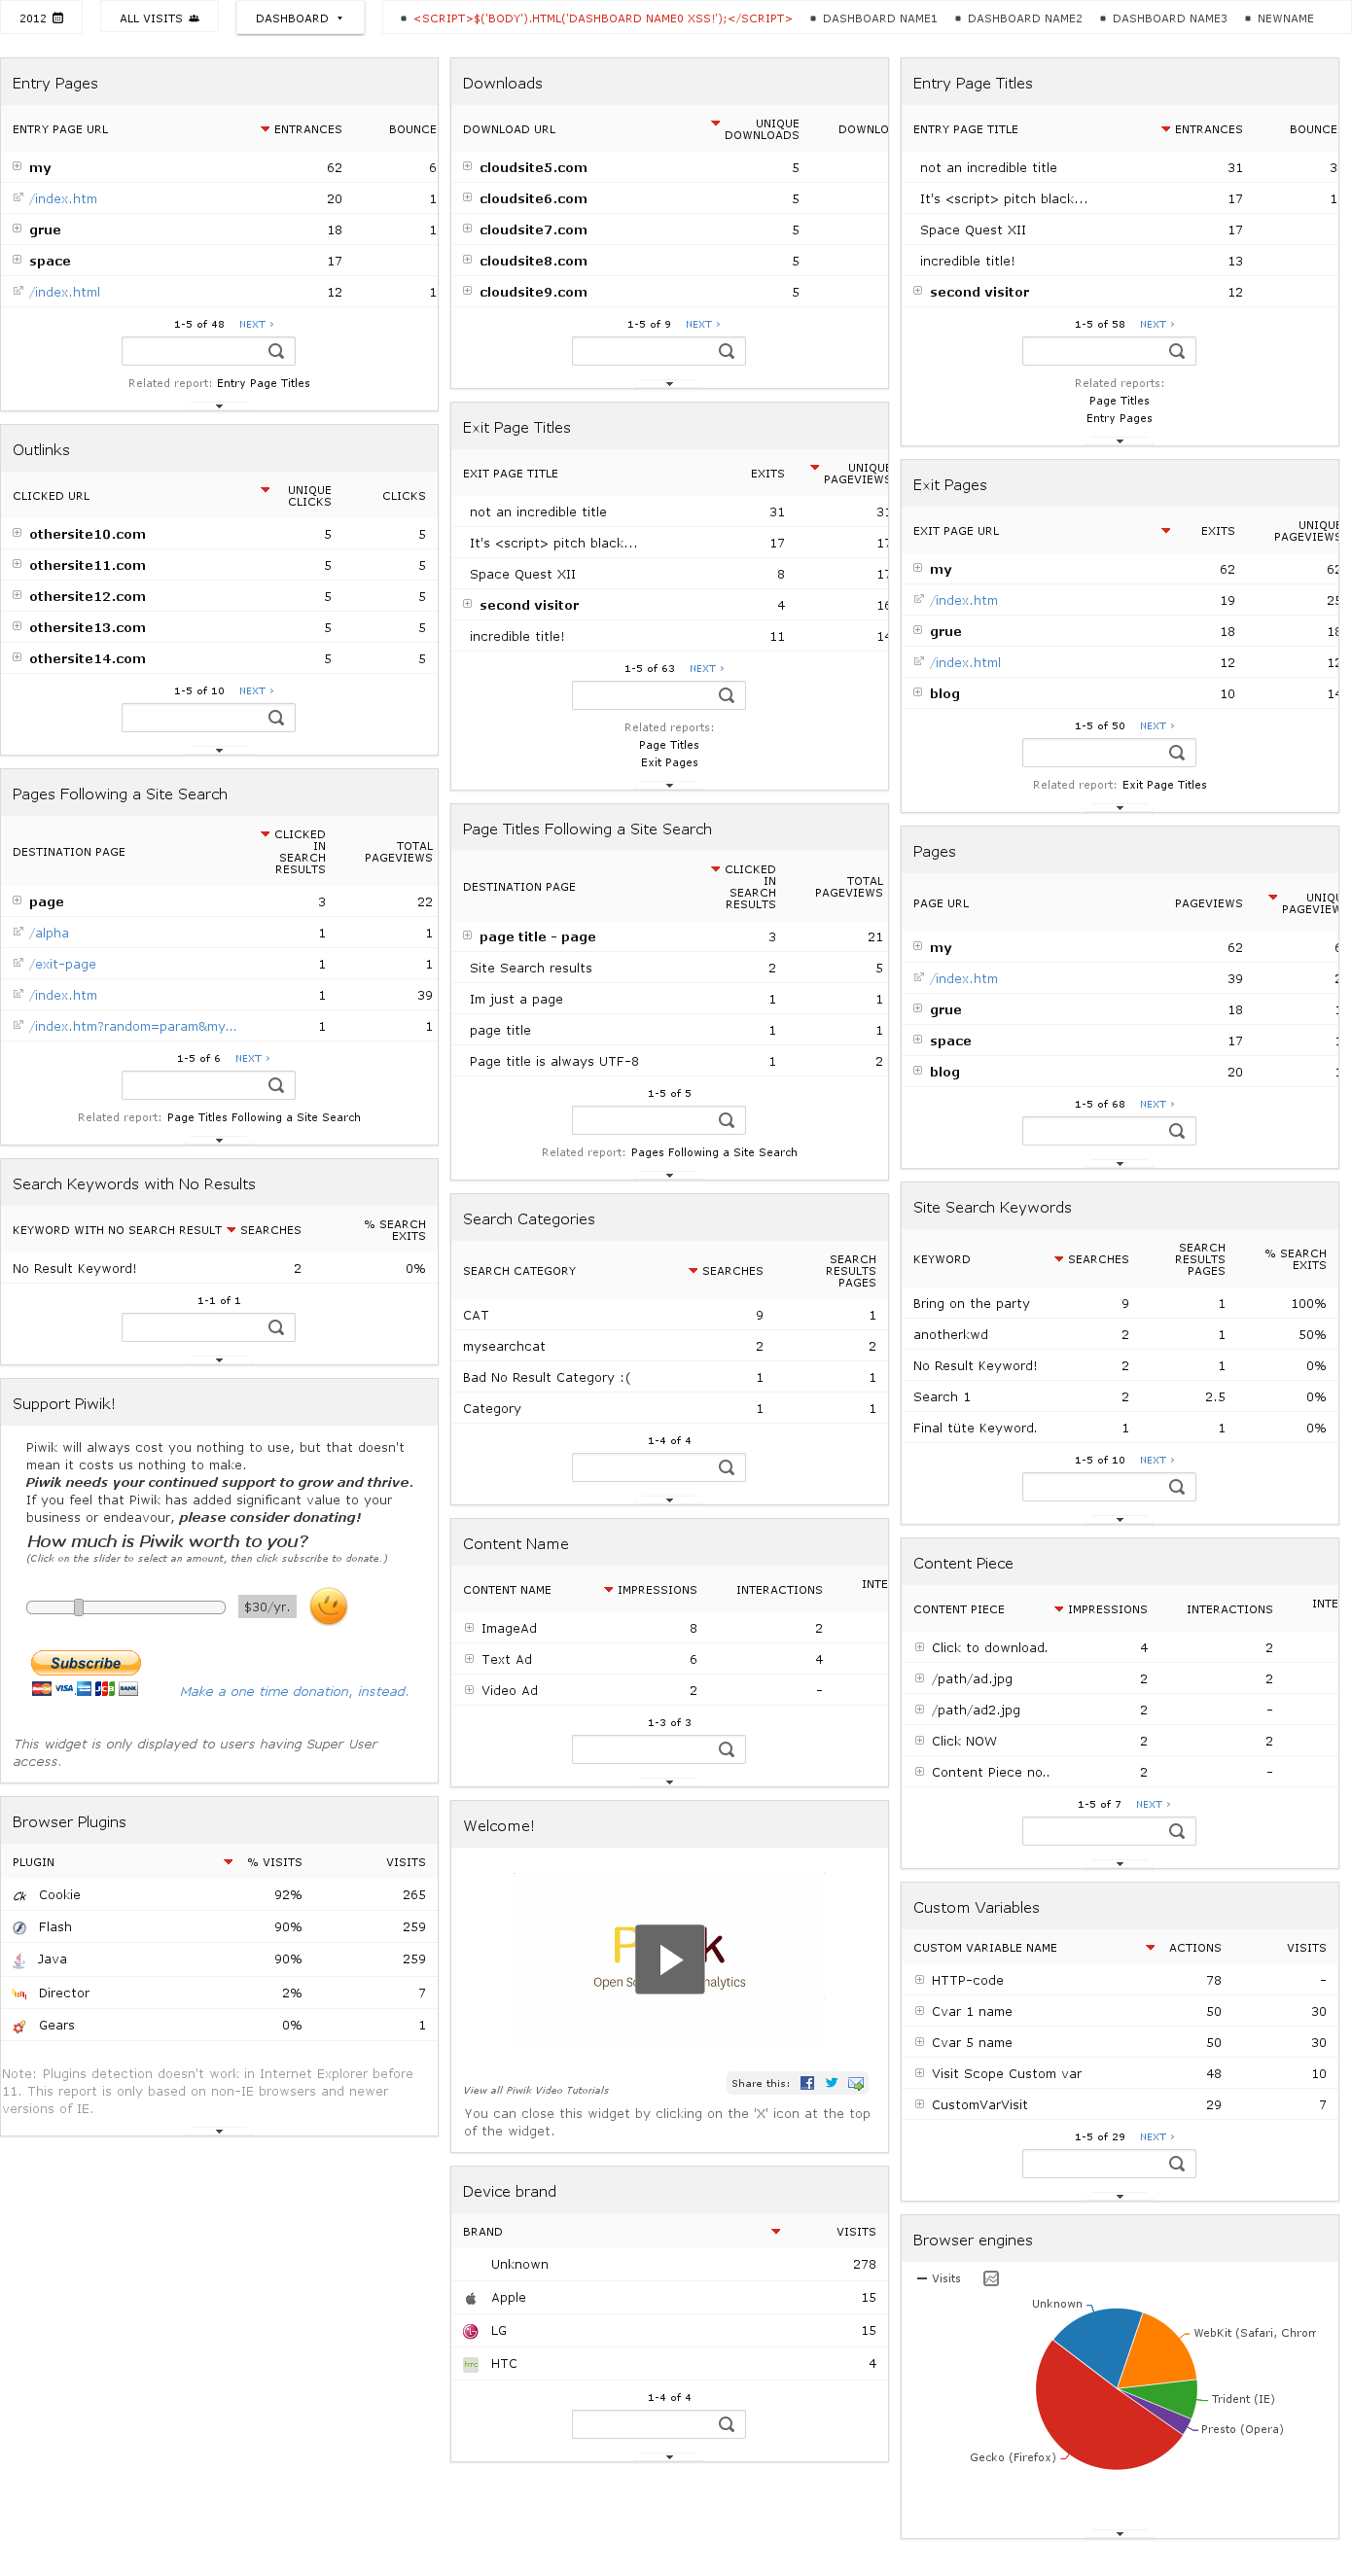 2012
ALL VISITS
DASHBOARD
<SCRIPT>$('BODY').HTML('DASHBOARD NAME0 XSS!');</SCRIPT>
DASHBOARD NAME1
DASHBOARD NAME2
DASHBOARD NAME3
NEWNAME
Entry Pages
ENTRY PAGE URL ENTRANCES BOUNCE
my 62 6
/index.htm 20 1
grue 18 1
space 17
/index.html 12 1
1-5 of 48 NEXT ›
Related report: Entry Page Titles
Outlinks
CLICKED URL UNIQUE CLICKS CLICKS
othersite10.com 5 5
othersite11.com 5 5
othersite12.com 5 5
othersite13.com 5 5
othersite14.com 5 5
1-5 of 10 NEXT ›
Pages Following a Site Search
DESTINATION PAGE CLICKED IN SEARCH RESULTS TOTAL PAGEVIEWS
page 3 22
/alpha 1 1
/exit-page 1 1
/index.htm 1 39
/index.htm?random=param&my... 1 1
1-5 of 6 NEXT ›
Related report: Page Titles Following a Site Search
Search Keywords with No Results
KEYWORD WITH NO SEARCH RESULT SEARCHES % SEARCH EXITS
No Result Keyword! 2 0%
1-1 of 1
Support Piwik!
Piwik will always cost you nothing to use, but that doesn't
mean it costs us nothing to make.
Piwik needs your continued support to grow and thrive.
If you feel that Piwik has added significant value to your
business or endeavour, please consider donating!
How much is Piwik worth to you?
(Click on the slider to select an amount, then click subscribe to donate.)
$30/yr.
Subscribe
VISA BANK
Make a one time donation, instead.
This widget is only displayed to users having Super User
access.
Browser Plugins
PLUGIN % VISITS VISITS
Cookie 92% 265
Flash 90% 259
Java 90% 259
Director 2% 7
Gears 0% 1
Note: Plugins detection doesn't work in Internet Explorer before
11. This report is only based on non-IE browsers and newer
versions of IE.
Downloads
DOWNLOAD URL UNIQUE DOWNLOADS DOWNLO
cloudsite5.com 5
cloudsite6.com 5
cloudsite7.com 5
cloudsite8.com 5
cloudsite9.com 5
1-5 of 9 NEXT ›
Exit Page Titles
EXIT PAGE TITLE EXITS UNIQUE PAGEVIEWS
not an incredible title 31 31
It's <script> pitch black... 17 17
Space Quest XII 8 17
second visitor 4 16
incredible title! 11 14
1-5 of 63 NEXT ›
Related reports:
Page Titles
Exit Pages
Page Titles Following a Site Search
DESTINATION PAGE CLICKED IN SEARCH RESULTS TOTAL PAGEVIEWS
page title - page 3 21
Site Search results 2 5
Im just a page 1 1
page title 1 1
Page title is always UTF-8 1 2
1-5 of 5
Related report: Pages Following a Site Search
Search Categories
SEARCH CATEGORY SEARCHES SEARCH RESULTS PAGES
CAT 9 1
mysearchcat 2 2
Bad No Result Category :( 1 1
Category 1 1
1-4 of 4
Content Name
CONTENT NAME IMPRESSIONS INTERACTIONS INTE
ImageAd 8 2
Text Ad 6 4
Video Ad 2 -
1-3 of 3
Welcome!
P k
Open So nalytics
View all Piwik Video Tutorials
Share this:
You can close this widget by clicking on the 'X' icon at the top
of the widget.
Device brand
BRAND VISITS
Unknown 278
Apple 15
LG 15
HTC 4
1-4 of 4
Entry Page Titles
ENTRY PAGE TITLE ENTRANCES BOUNCE
not an incredible title 31 3
It's <script> pitch black... 17 1
Space Quest XII 17
incredible title! 13
second visitor 12
1-5 of 58 NEXT ›
Related reports:
Page Titles
Entry Pages
Exit Pages
EXIT PAGE URL EXITS UNIQUE PAGEVIEWS
my 62 62
/index.htm 19 25
grue 18 18
/index.html 12 12
blog 10 14
1-5 of 50 NEXT ›
Related report: Exit Page Titles
Pages
PAGE URL PAGEVIEWS UNIQU PAGEVIEW
my 62 6
/index.htm 39 2
grue 18 1
space 17 1
blog 20 1
1-5 of 68 NEXT ›
Site Search Keywords
KEYWORD SEARCHES SEARCH RESULTS PAGES % SEARCH EXITS
Bring on the party 9 1 100%
anotherkwd 2 1 50%
No Result Keyword! 2 1 0%
Search 1 2 2.5 0%
Final tüte Keyword. 1 1 0%
1-5 of 10 NEXT ›
Content Piece
CONTENT PIECE IMPRESSIONS INTERACTIONS INTE
Click to download. 4 2
/path/ad.jpg 2 2
/path/ad2.jpg 2 -
Click NOW 2 2
Content Piece no.. 2 -
1-5 of 7 NEXT ›
Custom Variables
CUSTOM VARIABLE NAME ACTIONS VISITS
HTTP-code 78 -
Cvar 1 name 50 30
Cvar 5 name 50 30
Visit Scope Custom var 48 10
CustomVarVisit 29 7
1-5 of 29 NEXT ›
Browser engines
Visits
Unknown
WebKit (Safari, Chrom
Trident (IE)
Presto (Opera)
Gecko (Firefox)